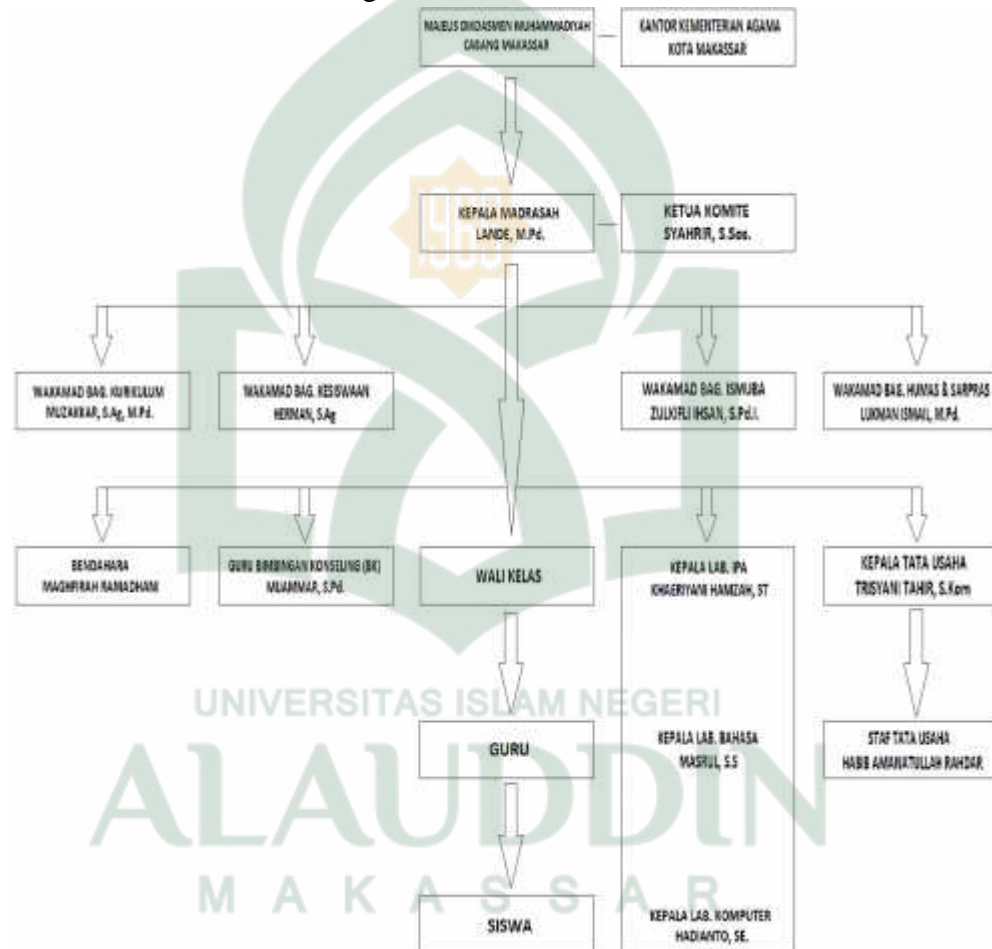 MAJELIS DIKDASMEN MUHAMMADIYAH
CABANG MAKASSAR
KANTOR KEMENTERIAN AGAMA
KOTA MAKASSAR
1965
KEPALA MADRASAH
LANDE, M.Pd.
KETUA KOMITE
SYAHRIR, S.Sos.
WAKAMAD BAG. KURIKULUM
MUZAKKAR, S.Ag, M.Pd.
WAKAMAD BAG. KESISWAAN
HERMAN, S.Ag
WAKAMAD BAG. ISMUBA
ZULKIFLI IHSAN, S.Pd.I.
WAKAMAD BAG. HUMAS & SARPRAS
LUKMAN ISMAIL, M.Pd.
BENDAHARA
MAGHFIRAH RAMADHANI
GURU BIMBINGAN KONSELING (BK)
MUAMMAR, S.Pd.
WALI KELAS
KEPALA LAB. IPA
KHAERIYANI HAMZAH, ST
KEPALA TATA USAHA
TRISYANI TAHIR, S.Kom
UNIVERSITAS ISLAM NEGERI
GURU
KEPALA LAB. BAHASA
MASRUL, S.S
STAF TATA USAHA
HABIB AMANATULLAH RAHDAR
ALAUDDIN
MAKASSAR
SISWA
KEPALA LAB. KOMPUTER
HADIANTO, SE.